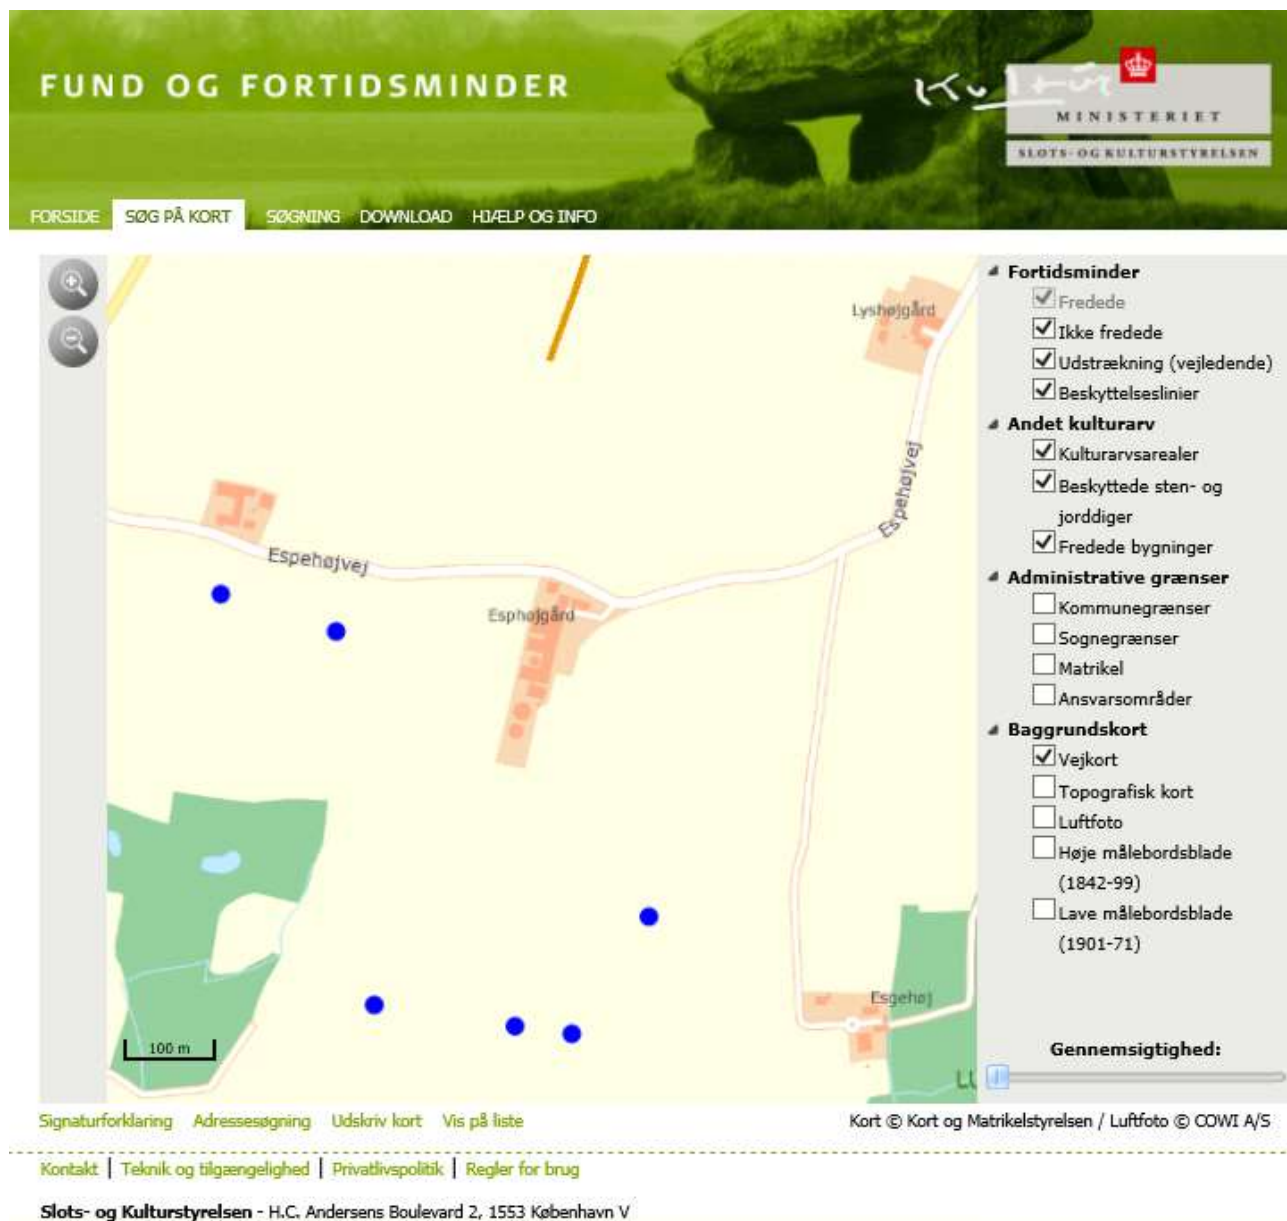 FUND OG FORTIDSMINDER
Kultur
MINISTERIET
SLOTS- OG KULTURSTYRELSEN
FORSIDE SØG PÅ KORT SØGNING DOWNLOAD HJÆLP OG INFO
Lyshøjgård
Espehøjvej
Espehøjvej
Esphøjgård
Esgehøj
100 m
LU
Fortidsminder
Fredede
Ikke fredede
Udstrækning (vejledende)
Beskyttelseslinier
Andet kulturarv
Kulturarvsarealer
Beskyttede sten- og
jorddiger
Fredede bygninger
Administrative grænser
Kommunegrænser
Sognegrænser
Matrikel
Ansvarsområder
Baggrundskort
Vejkort
Topografisk kort
Luftfoto
Høje målebordsblade
(1842-99)
Lave målebordsblade
(1901-71)
Gennemsigtighed:
Signaturforklaring Adressesøgning Udskriv kort Vis på liste
Kort © Kort og Matrikelstyrelsen / Luftfoto © COWI A/S
Kontakt | Teknik og tilgængelighed | Privatlivspolitik | Regler for brug
Slots- og Kulturstyrelsen - H.C. Andersens Boulevard 2, 1553 København V